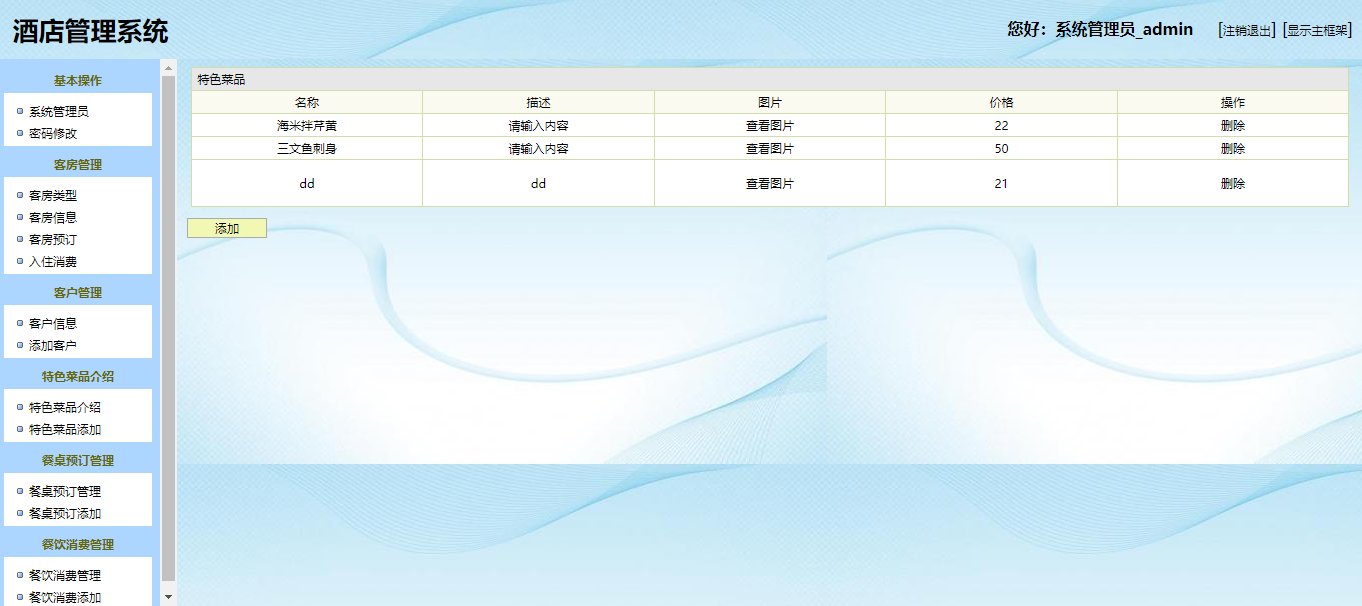 酒店管理系统
您好：系统管理员_admin [注销退出] [显示主框架]
基本操作
系统管理员
密码修改
客房管理
客房类型
客房信息
客房预订
入住消费
客户管理
客户信息
添加客户
特色菜品介绍
特色菜品介绍
特色菜品添加
餐桌预订管理
餐桌预订管理
餐桌预订添加
餐饮消费管理
餐饮消费管理
餐饮消费添加
特色菜品
名称 描述 图片 价格 操作
海米拌芹菜 请输入内容 查看图片 22 删除
三文鱼刺身 请输入内容 查看图片 50 删除
dd dd 查看图片 21 删除
添加